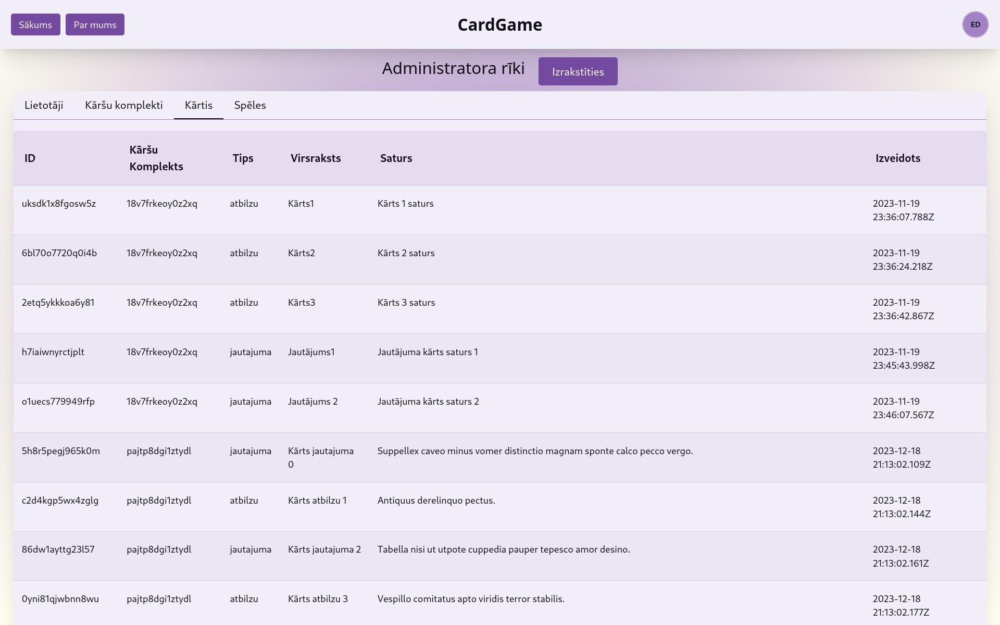 Sākums Par mums CardGame ED
Administratora rīki Izrakstīties
Lietotāji Kāršu komplekti Kārtis Spēles
ID Kāršu Komplekts Tips Virsraksts Saturs Izveidots
uksdk1x8fgosw5z 18v7frkeoy0z2xq atbilzu Kārts1 Kārts 1 saturs 2023-11-19
23:36:07.788Z
6bl70o7720q0i4b 18v7frkeoy0z2xq atbilzu Kārts2 Kārts 2 saturs 2023-11-19
23:36:24.218Z
2etq5ykkkoa6y81 18v7frkeoy0z2xq atbilzu Kārts3 Kārts 3 saturs 2023-11-19
23:36:42.867Z
h7iaiwnyrctjplt 18v7frkeoy0z2xq jautajuma Jautājums1 Jautājuma kārts saturs 1 2023-11-19
23:45:43.998Z
o1uecs779949rfp 18v7frkeoy0z2xq jautajuma Jautājums 2 Jautājuma kārts saturs 2 2023-11-19
23:46:07.567Z
5h8r5pegj965k0m pajtp8dgi1ztydl jautajuma Kārts jautajuma Suppellex caveo minus vomer distinctio magnam sponte calco pecco vergo. 2023-12-18
0 21:13:02.109Z
c2d4kgp5wx4zglg pajtp8dgi1ztydl atbilzu Kārts atbilzu 1 Antiquus derelinquo pectus. 2023-12-18
21:13:02.144Z
86dw1ayttg23l57 pajtp8dgi1ztydl jautajuma Kārts jautajuma 2 Tabella nisi ut utpote cuppedia pauper tepesco amor desino. 2023-12-18
21:13:02.161Z
0yni81qjwbnn8wu pajtp8dgi1ztydl atbilzu Kārts atbilzu 3 Vespillo comitatus apto viridis terror stabilis. 2023-12-18
21:13:02.177Z